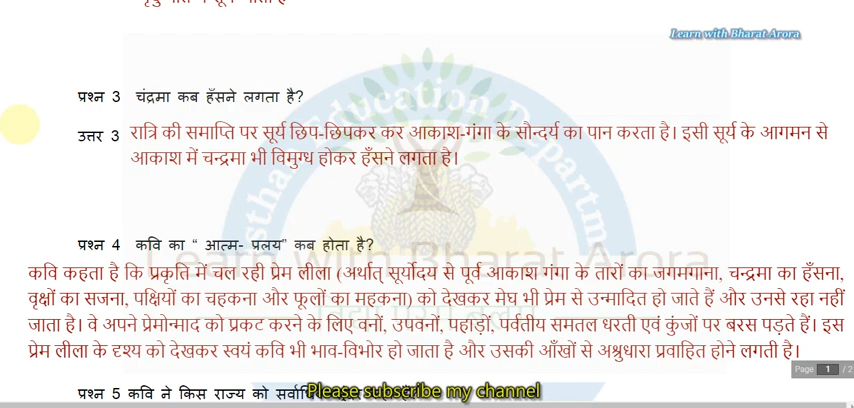 Learn with Bharat Arora
प्रश्न 3 चंद्रमा कब हँसने लगता है?
उत्तर 3 रात्रि की समाप्ति पर सूर्य छिप-छिपकर कर आकाश-गंगा के सौन्दर्य का पान करता है। इसी सूर्य के आगमन से
आकाश में चन्द्रमा भी विमुग्ध होकर हँसने लगता है।
प्रश्न 4 कवि का “ आत्म- प्रलय” कब होता है?
Learn With Bharat Arora
कवि कहता है कि प्रकृति में चल रही प्रेम लीला (अर्थात् सूर्योदय से पूर्व आकाश गंगा के तारों का जगमगाना, चन्द्रमा का हँसना,
वृक्षों का सजना, पक्षियों का चहकना और फूलों का महकना) को देखकर मेघ भी प्रेम से उन्मादित हो जाते हैं और उनसे रहा नहीं
जाता है। वे अपने प्रेमोन्माद को प्रकट करने के लिए वनों, उपवनों, पहाड़ों, पर्वतीय समतल धरती एवं कुंजों पर बरस पड़ते हैं। इस
प्रेम लीला के दृश्य को देखकर स्वयं कवि भी भाव-विभोर हो जाता है और उसकी आँखों से अश्रुधारा प्रवाहित होने लगती है।
Page 1 / 2
प्रश्न 5 कवि ने किस राज्य को
Please subscribe my channel